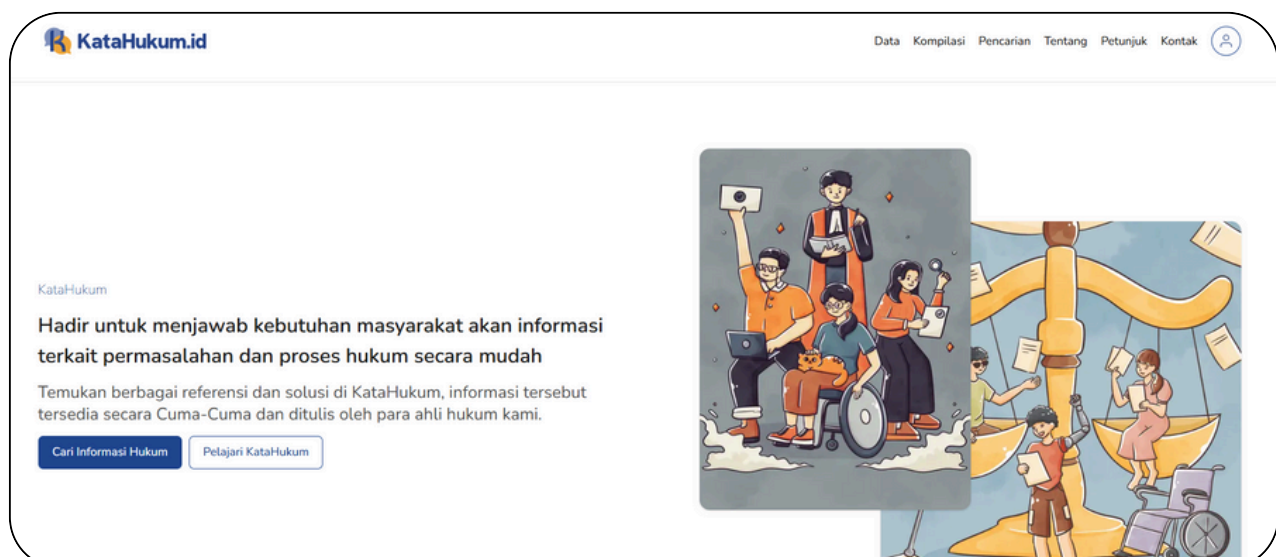 KataHukum.id
Data Kompilasi Pencarian Tentang Petunjuk Kontak
KataHukum
Hadir untuk menjawab kebutuhan masyarakat akan informasi
terkait permasalahan dan proses hukum secara mudah
Temukan berbagai referensi dan solusi di KataHukum, informasi tersebut
tersedia secara Cuma-Cuma dan ditulis oleh para ahli hukum kami.
Cari Informasi Hukum Pelajari KataHukum